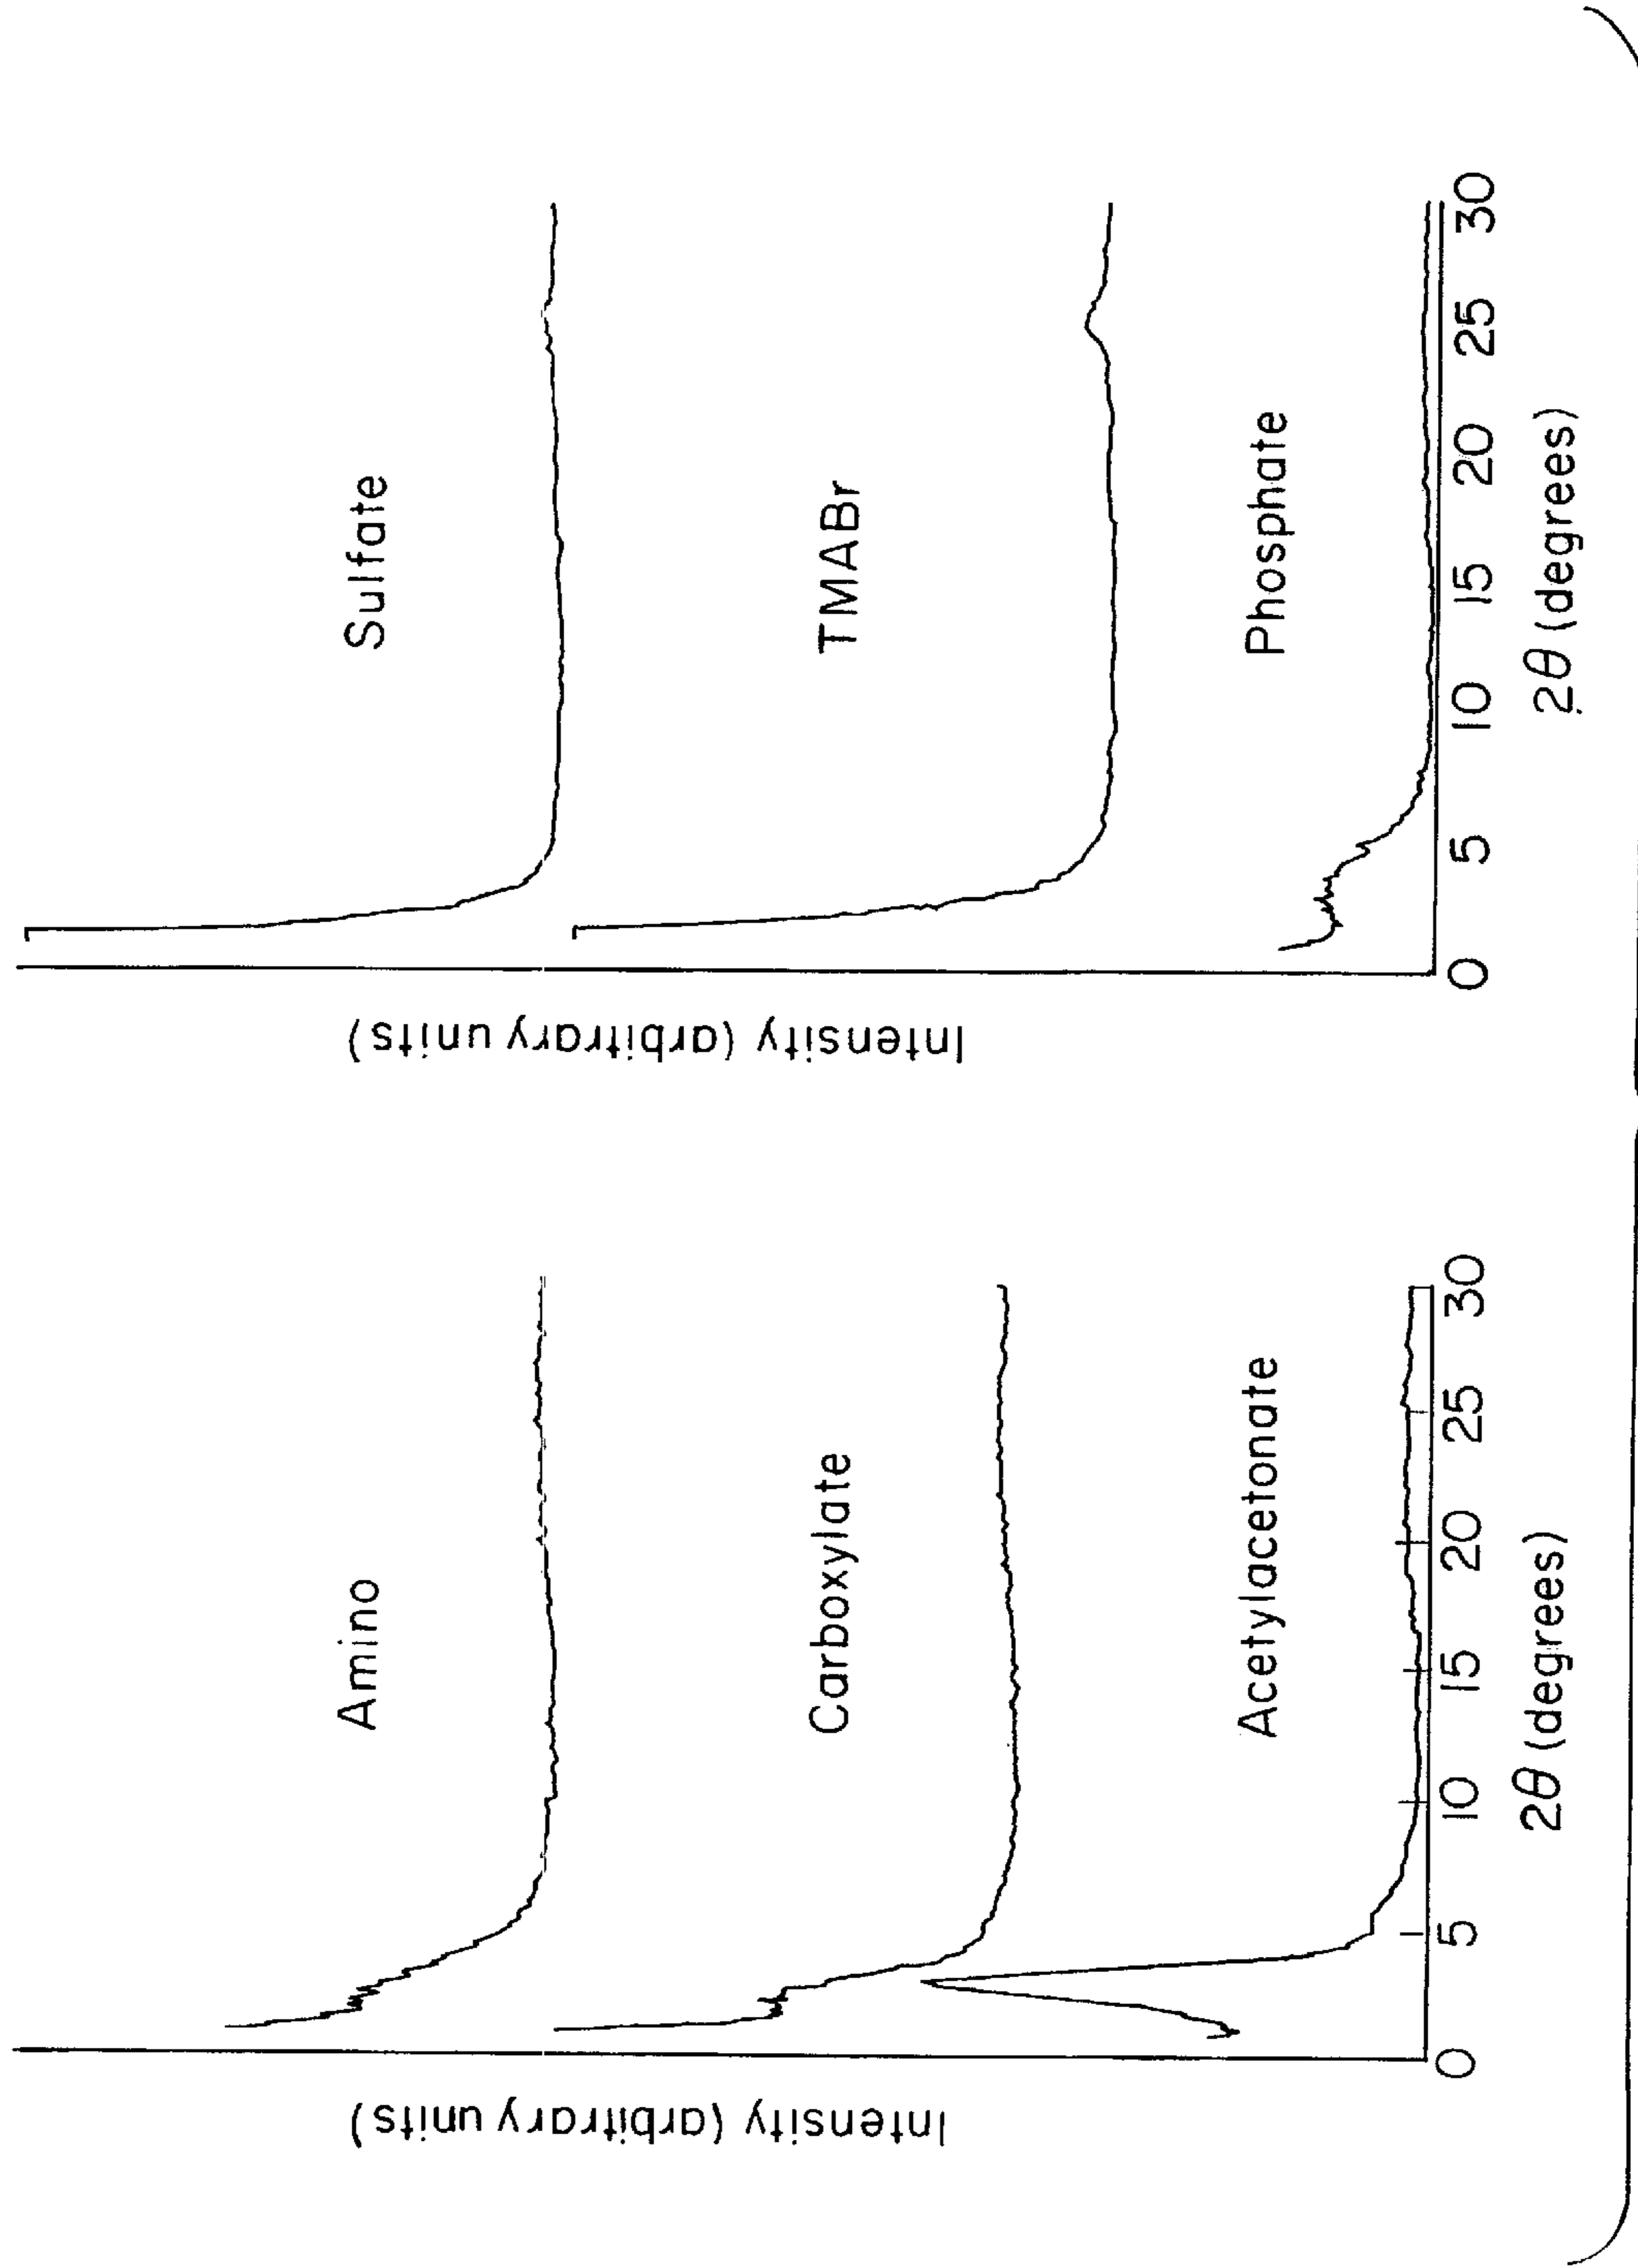 Intensity (arbitrary units)
Amino
Carboxylate
Acetylacetonate
0 5 10 15 20 25 30
2θ (degrees)
Intensity (arbitrary units)
Sulfate
TMABr
Phosphate
0 5 10 15 20 25 30
2θ (degrees)